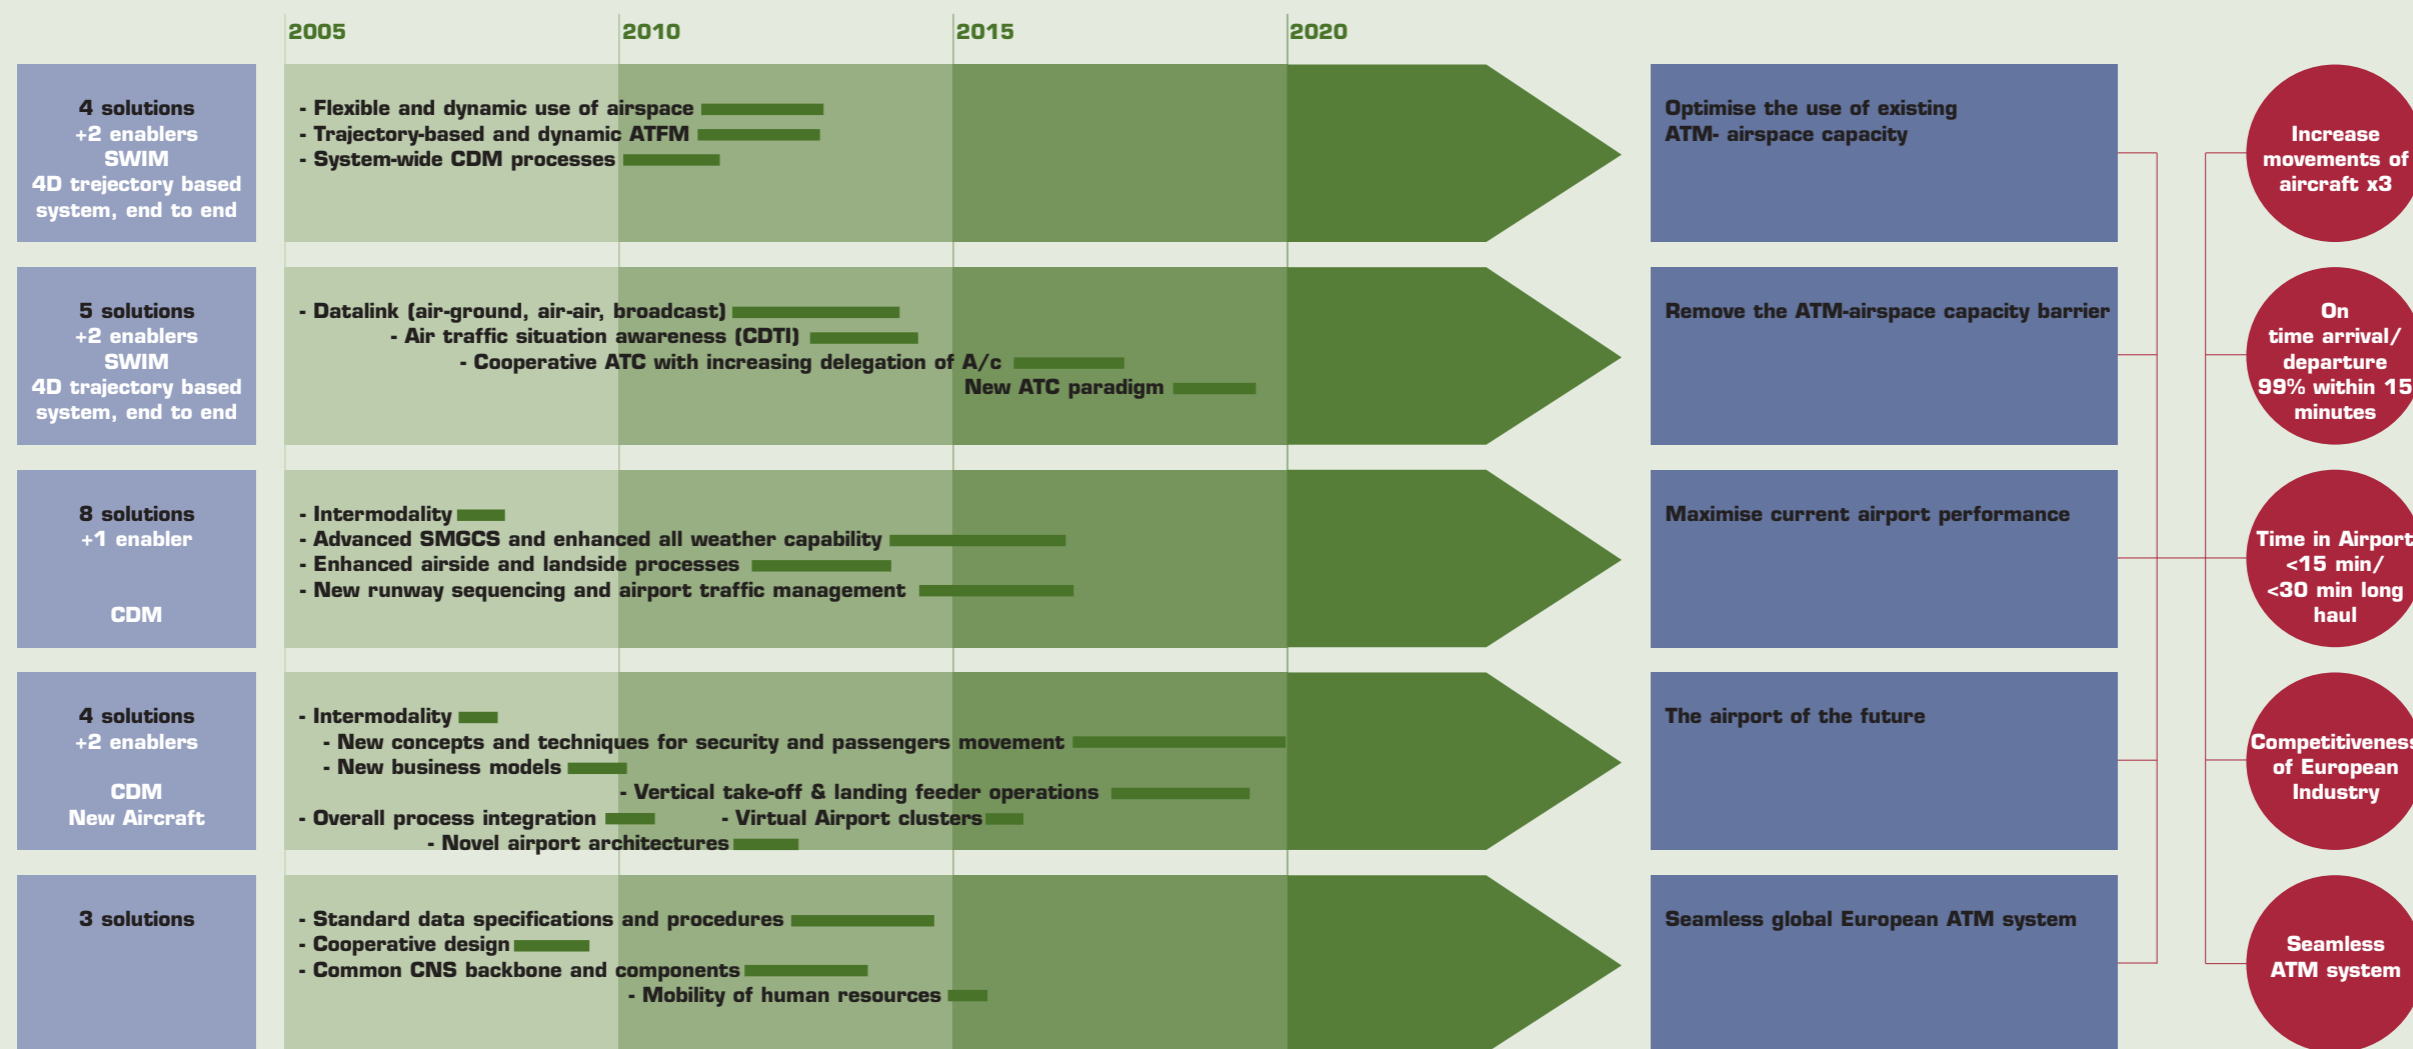 2005
2010
2015
2020
4 solutions
+2 enablers
SWIM
4D trejectory based
system, end to end
- Flexible and dynamic use of airspace
- Trajectory-based and dynamic ATFM
- System-wide CDM processes
Optimise the use of existing
ATM- airspace capacity
Increase
movements of
aircraft x3
5 solutions
+2 enablers
SWIM
4D trajectory based
system, end to end
- Datalink (air-ground, air-air, broadcast)
- Air traffic situation awareness (CDTI)
- Cooperative ATC with increasing delegation of A/c
New ATC paradigm
Remove the ATM-airspace capacity barrier
On
time arrival/
departure
99% within 15
minutes
8 solutions
+1 enabler
CDM
- Intermodality
- Advanced SMGCS and enhanced all weather capability
- Enhanced airside and landside processes
- New runway sequencing and airport traffic management
Maximise current airport performance
Time in Airport
<15 min/
<30 min long
haul
4 solutions
+2 enablers
CDM
New Aircraft
- Intermodality
- New concepts and techniques for security and passengers movement
- New business models
- Vertical take-off & landing feeder operations
- Overall process integration
- Virtual Airport clusters
- Novel airport architectures
The airport of the future
Competitiveness
of European
Industry
3 solutions
- Standard data specifications and procedures
- Cooperative design
- Common CNS backbone and components
- Mobility of human resources
Seamless global European ATM system
Seamless
ATM system